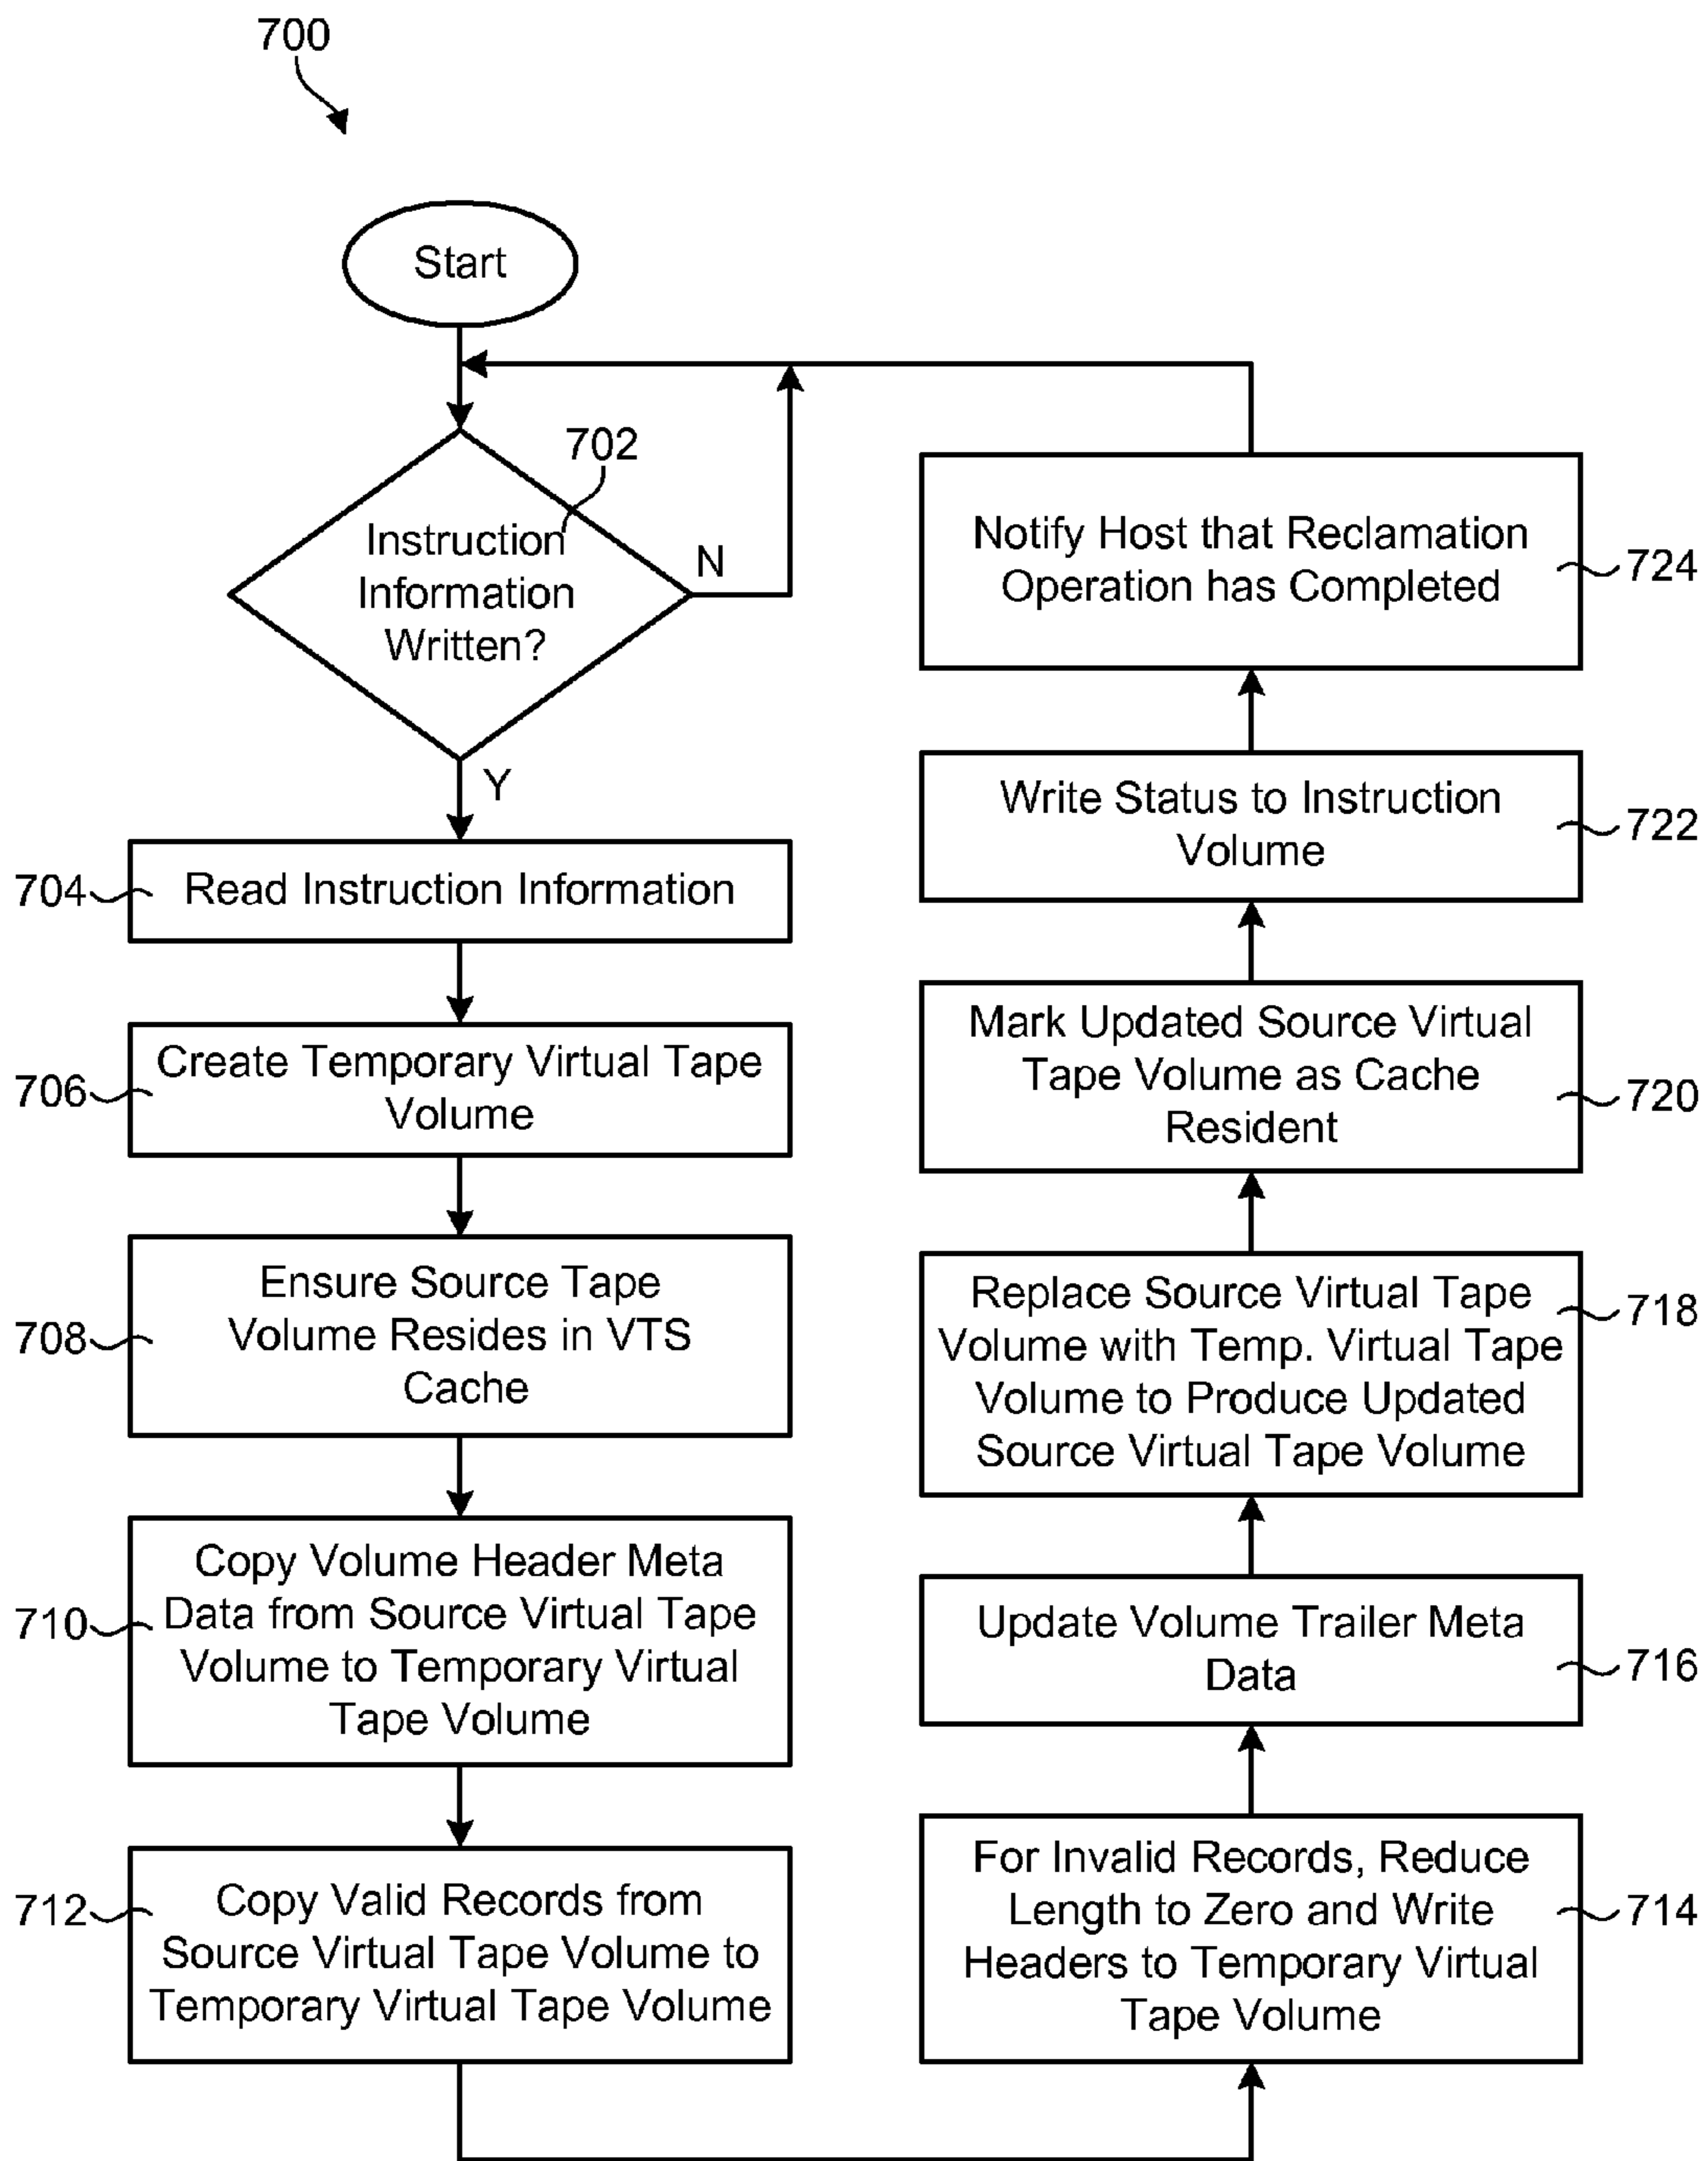 700
Start
702
Instruction
Information
Written?
N
Y
704
Read Instruction Information
706
Create Temporary Virtual Tape
Volume
708
Ensure Source Tape
Volume Resides in VTS
Cache
710
Copy Volume Header Meta
Data from Source Virtual Tape
Volume to Temporary Virtual
Tape Volume
712
Copy Valid Records from
Source Virtual Tape Volume to
Temporary Virtual Tape Volume
For Invalid Records, Reduce
Length to Zero and Write
Headers to Temporary Virtual
Tape Volume
714
Update Volume Trailer Meta
Data
716
Replace Source Virtual Tape
Volume with Temp. Virtual Tape
Volume to Produce Updated
Source Virtual Tape Volume
718
Mark Updated Source Virtual
Tape Volume as Cache
Resident
720
Write Status to Instruction
Volume
722
Notify Host that Reclamation
Operation has Completed
724